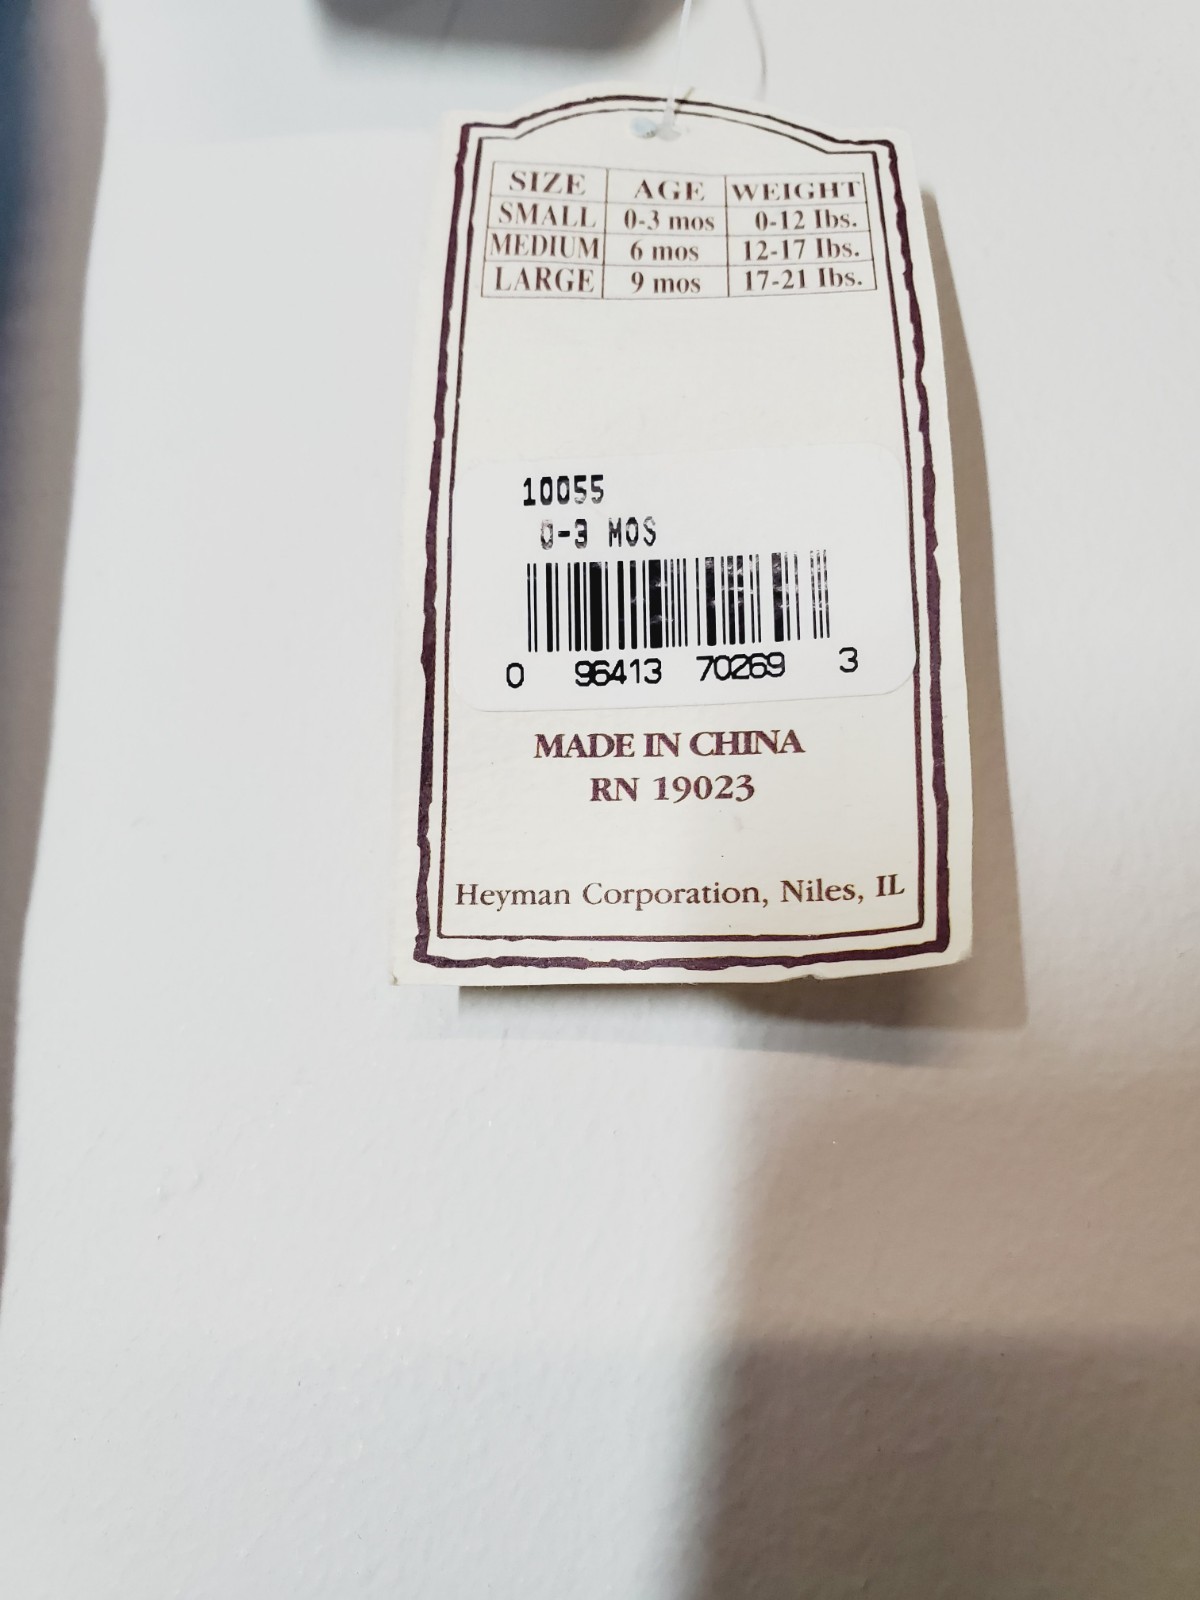 SIZE AGE WEIGHT
SMALL 0-3 mos 0-12 lbs.
MEDIUM 6 mos 12-17 lbs.
LARGE 9 mos 17-21 lbs.
10055
0-3 MOS
0 96413 70269 3
MADE IN CHINA
RN 19023
Heyman Corporation, Niles, IL